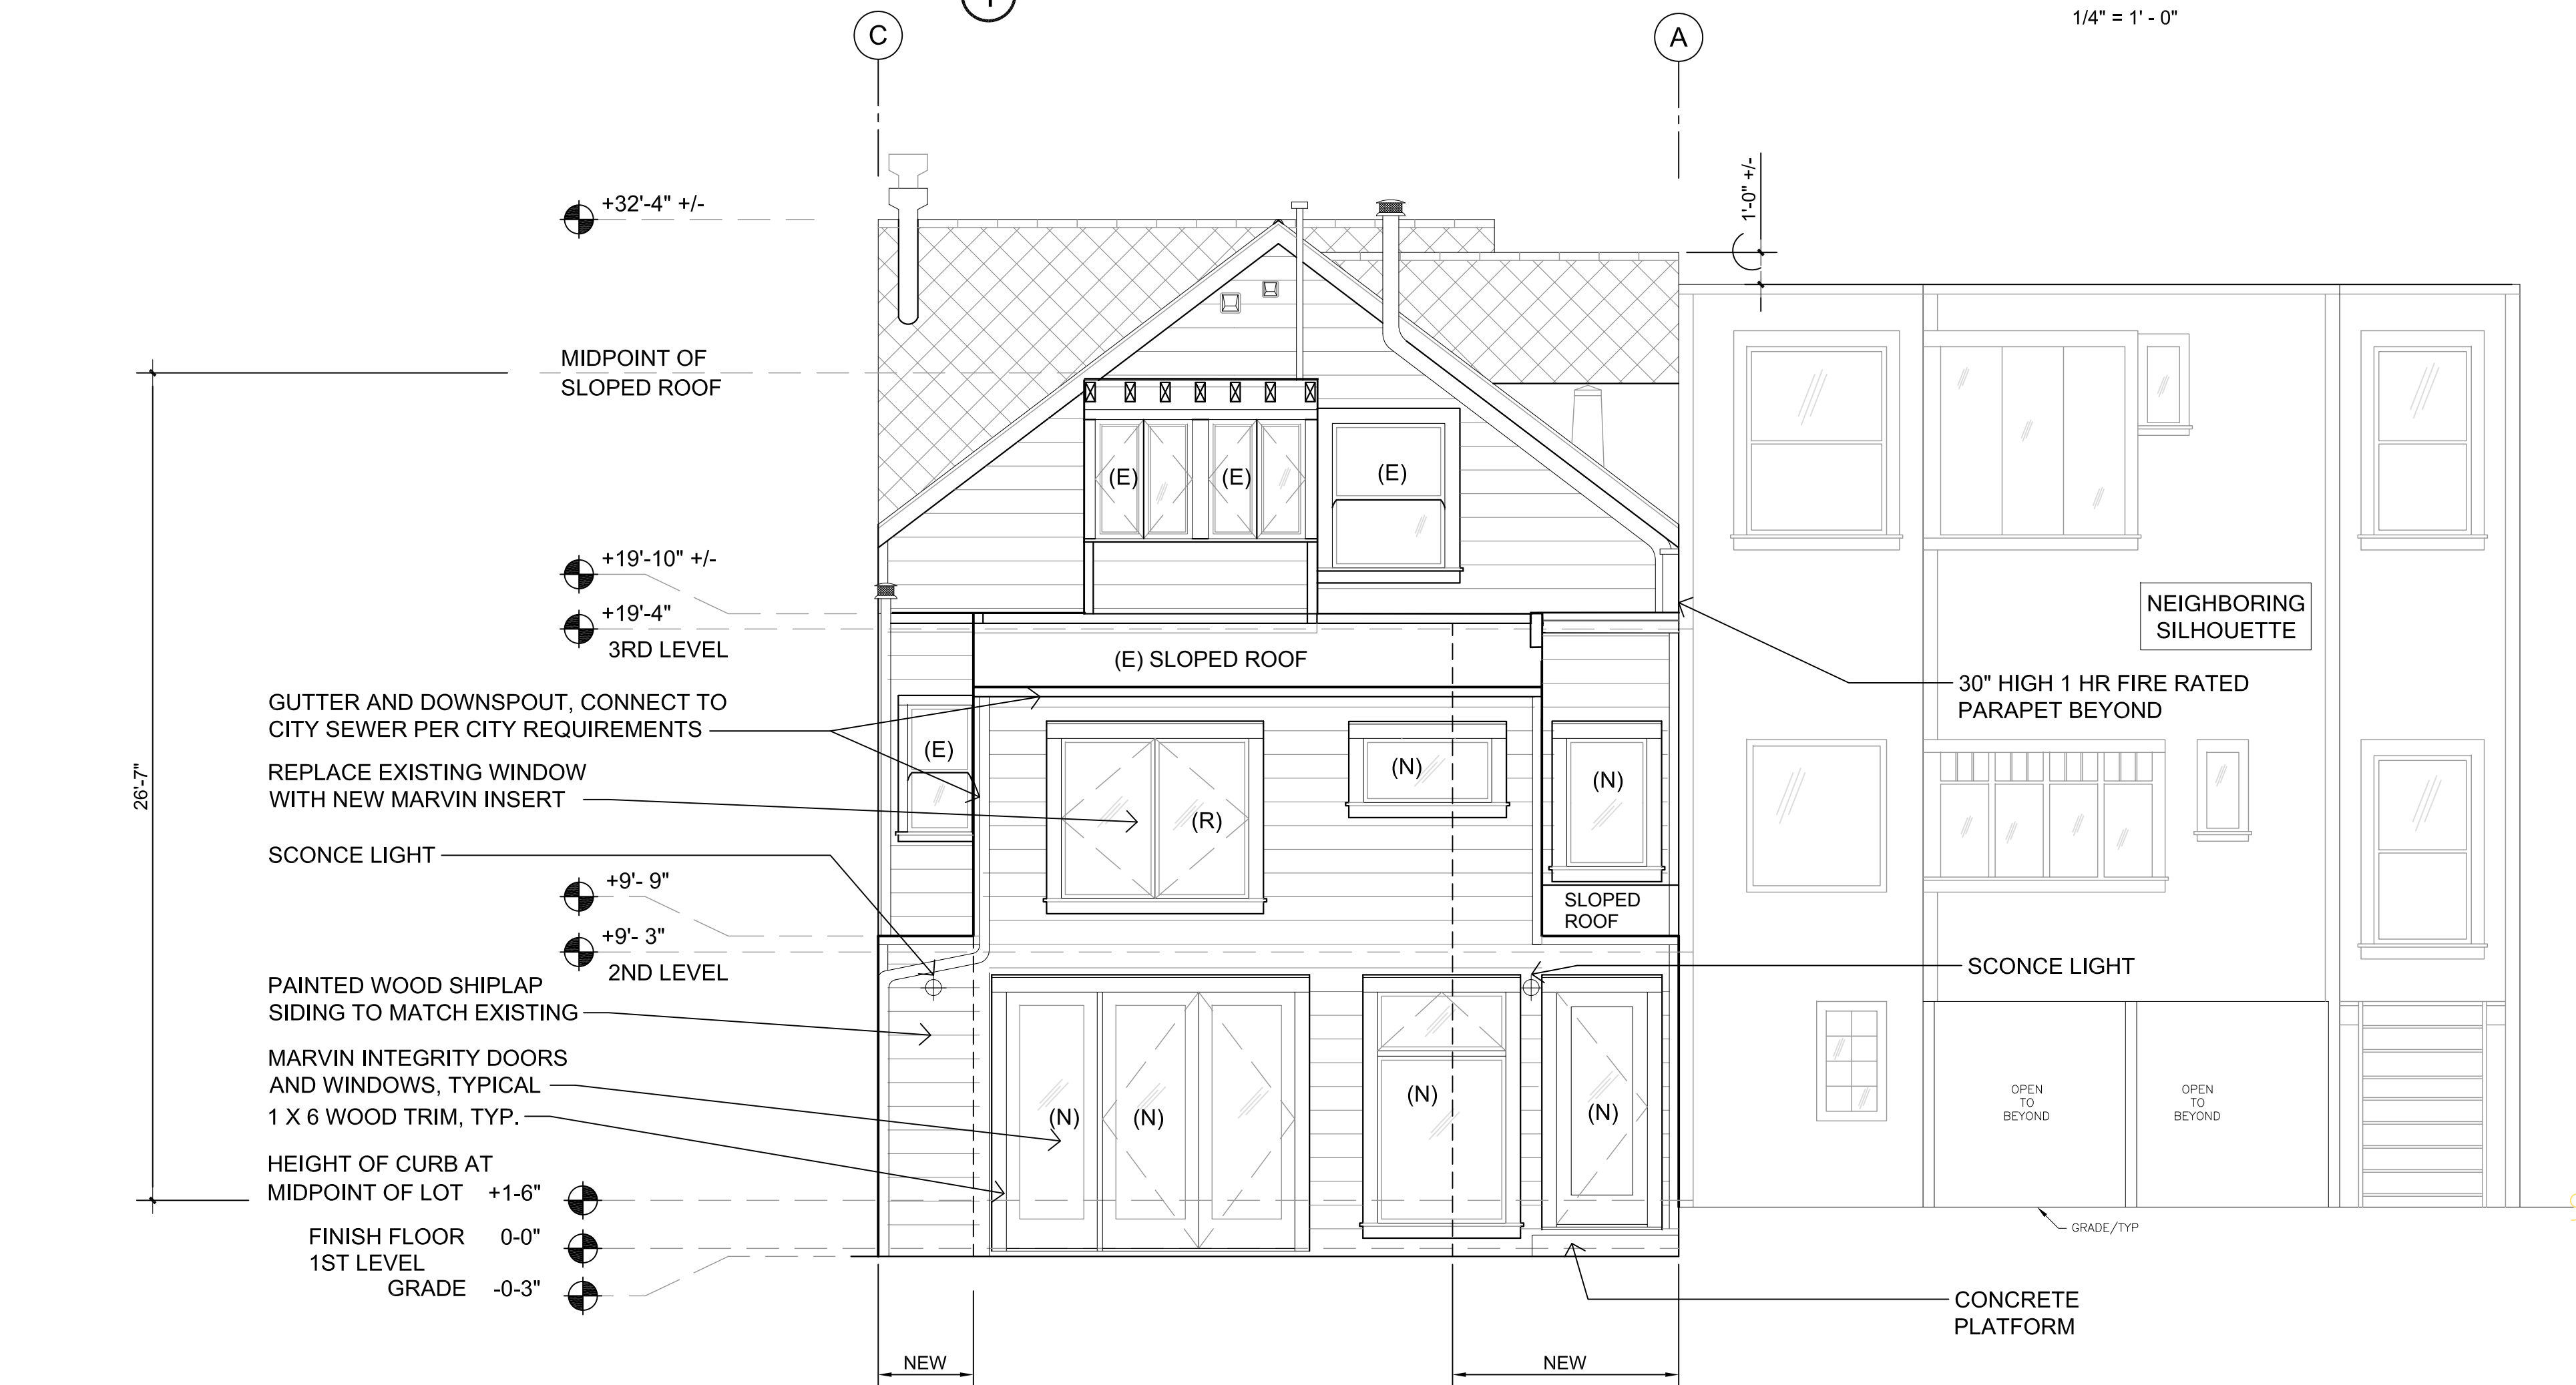 1/4" = 1' - 0"
C
A
1'-0" +/-
+32'-4" +/-
MIDPOINT OF
SLOPED ROOF
(E)
(E)
(E)
+19'-10" +/-
+19'-4"
3RD LEVEL
NEIGHBORING
SILHOUETTE
(E) SLOPED ROOF
30" HIGH 1 HR FIRE RATED
PARAPET BEYOND
GUTTER AND DOWNSPOUT, CONNECT TO
CITY SEWER PER CITY REQUIREMENTS
(E)
(N)
(N)
REPLACE EXISTING WINDOW
WITH NEW MARVIN INSERT
(R)
26'-7"
SCONCE LIGHT
+9'- 9"
SLOPED
ROOF
+9'- 3"
2ND LEVEL
SCONCE LIGHT
PAINTED WOOD SHIPLAP
SIDING TO MATCH EXISTING
MARVIN INTEGRITY DOORS
AND WINDOWS, TYPICAL
1 X 6 WOOD TRIM, TYP.
(N)
(N)
(N)
(N)
OPEN
TO
BEYOND
OPEN
TO
BEYOND
HEIGHT OF CURB AT
MIDPOINT OF LOT +1-6"
FINISH FLOOR 0-0"
1ST LEVEL
GRADE -0-3"
GRADE/TYP
CONCRETE
PLATFORM
NEW
NEW